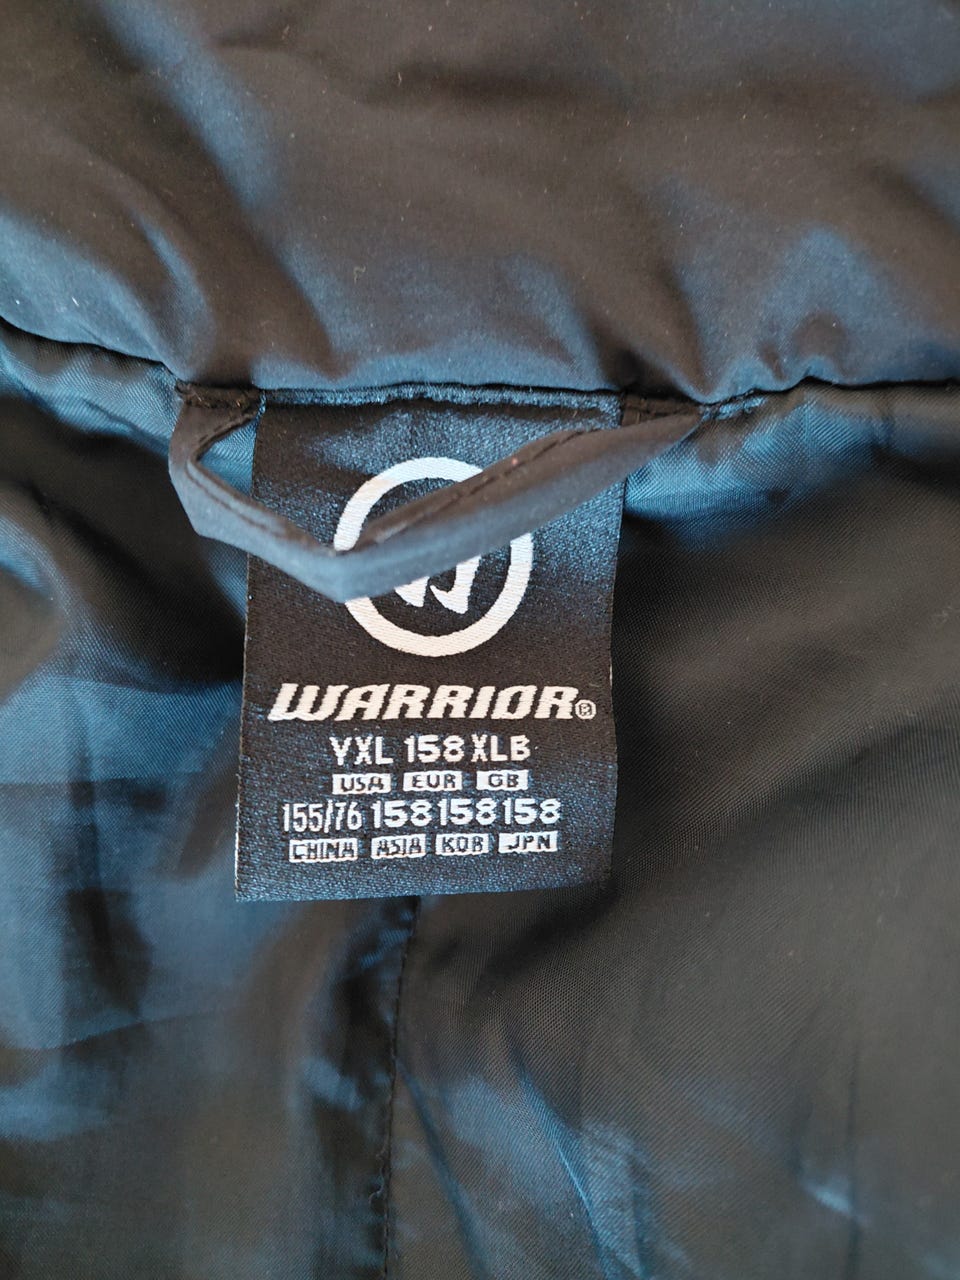 WARRIOR®
YXL 158 XLB
USA EUR GB
155/76 158 158 158
CHINA ASIA KOR JPN